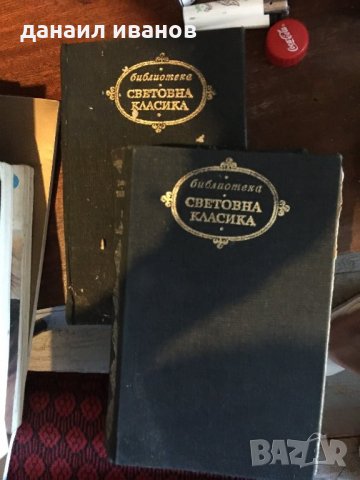 данаил иванов
библиотека
СВЕТОВНА
КЛАСИКА
библиотека
СВЕТОВНА
КЛАСИКА
BAZAR